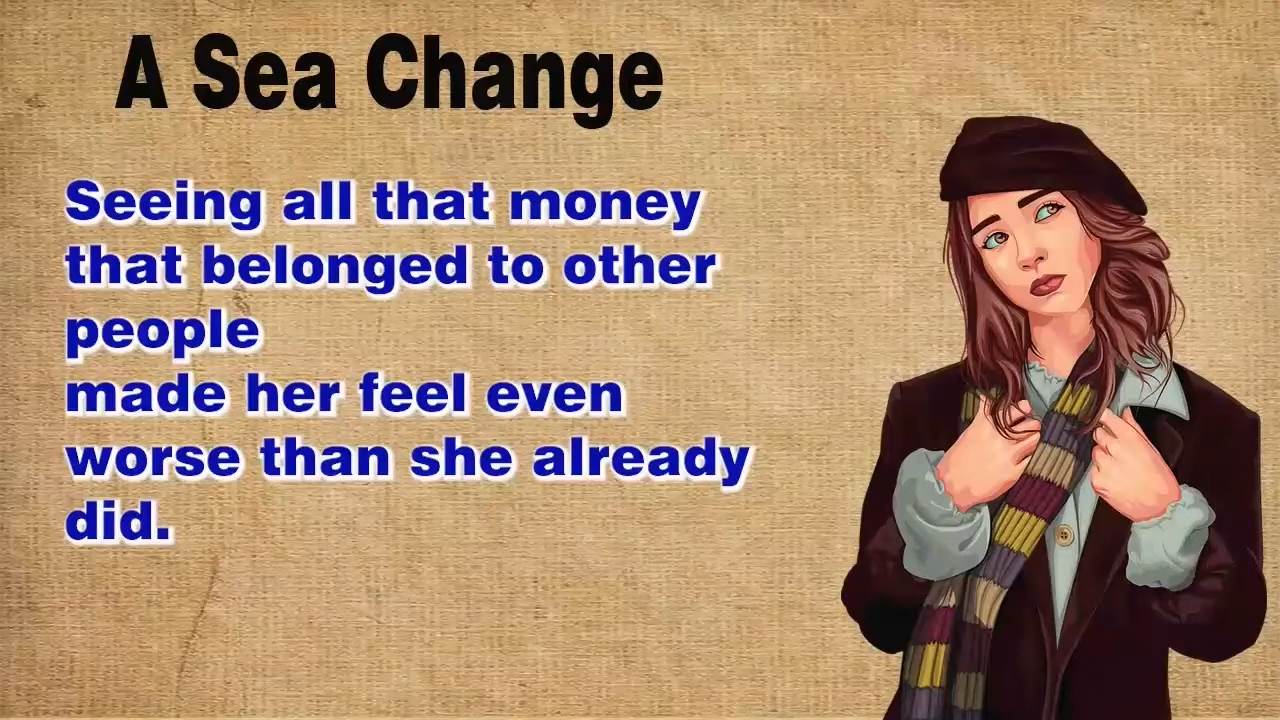 A Sea Change
Seeing all that money
that belonged to other
people
made her feel even
worse than she already
did.